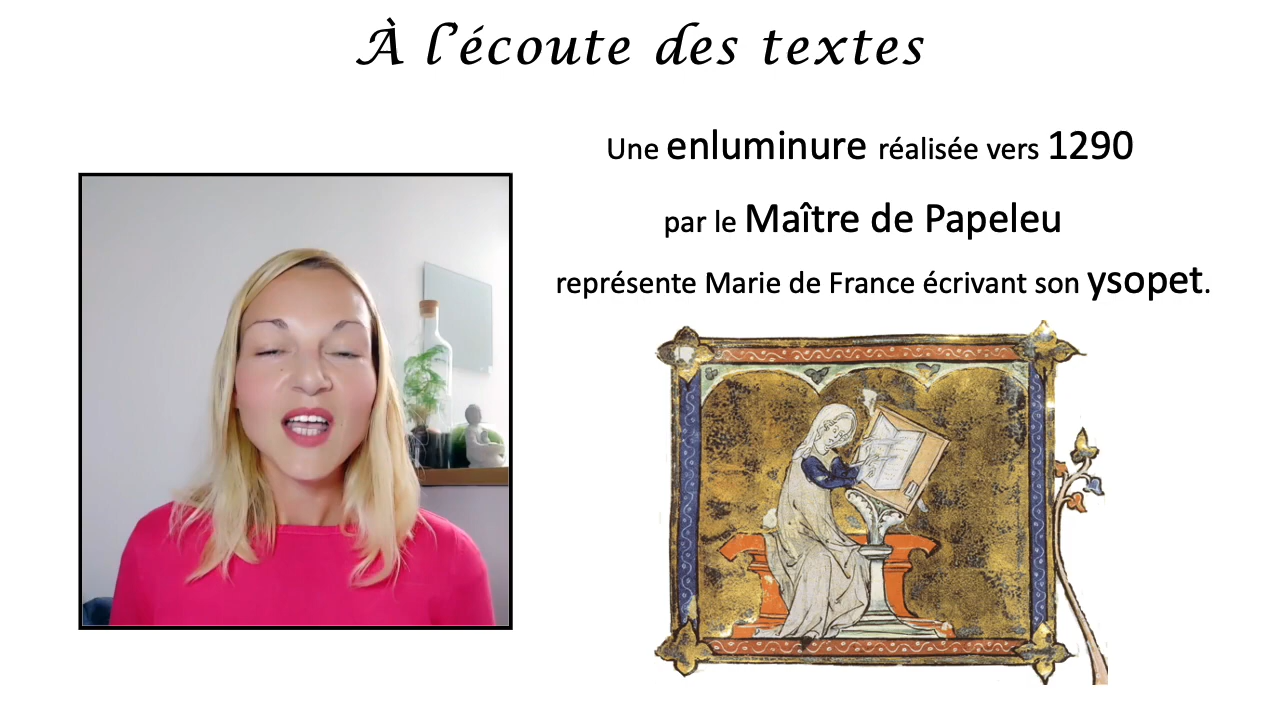 À l'écoute des textes
Une enluminure réalisée vers 1290
par le Maître de Papeleu
représente Marie de France écrivant son ysopet.